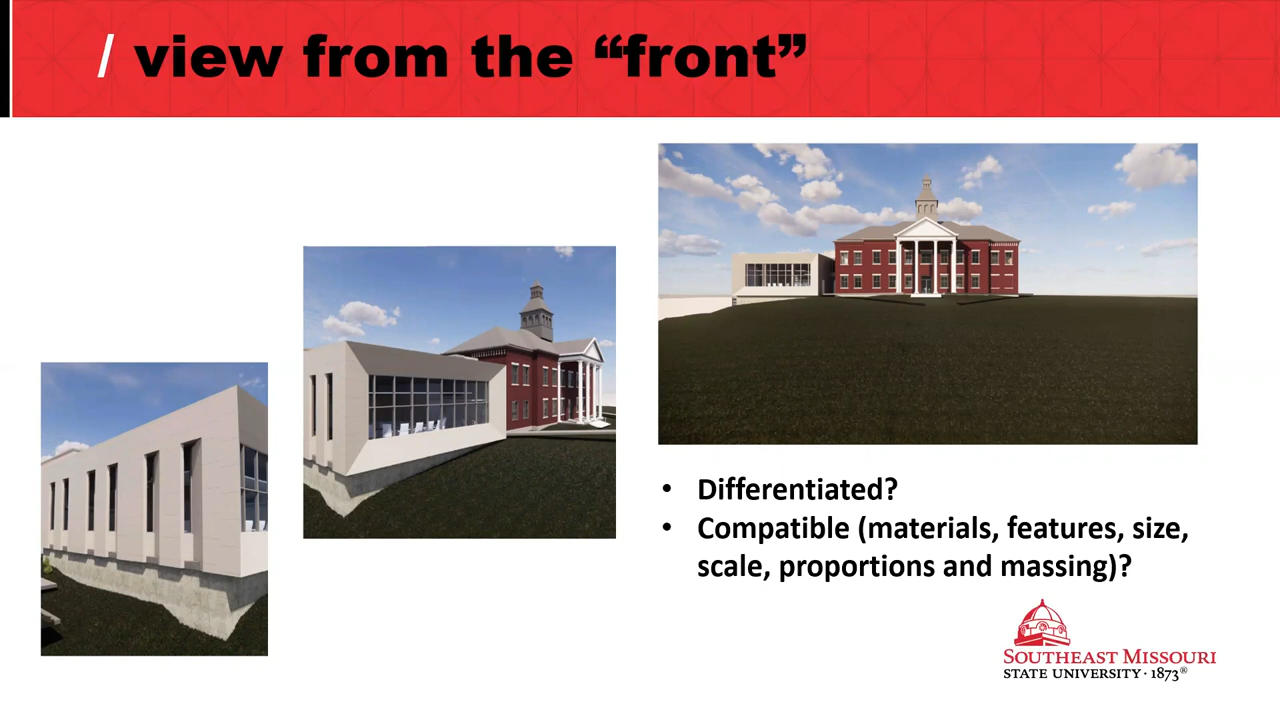 / view from the “front”
• Differentiated?
• Compatible (materials, features, size,
scale, proportions and massing)?
SOUTHEAST MISSOURI
STATE UNIVERSITY · 1873®